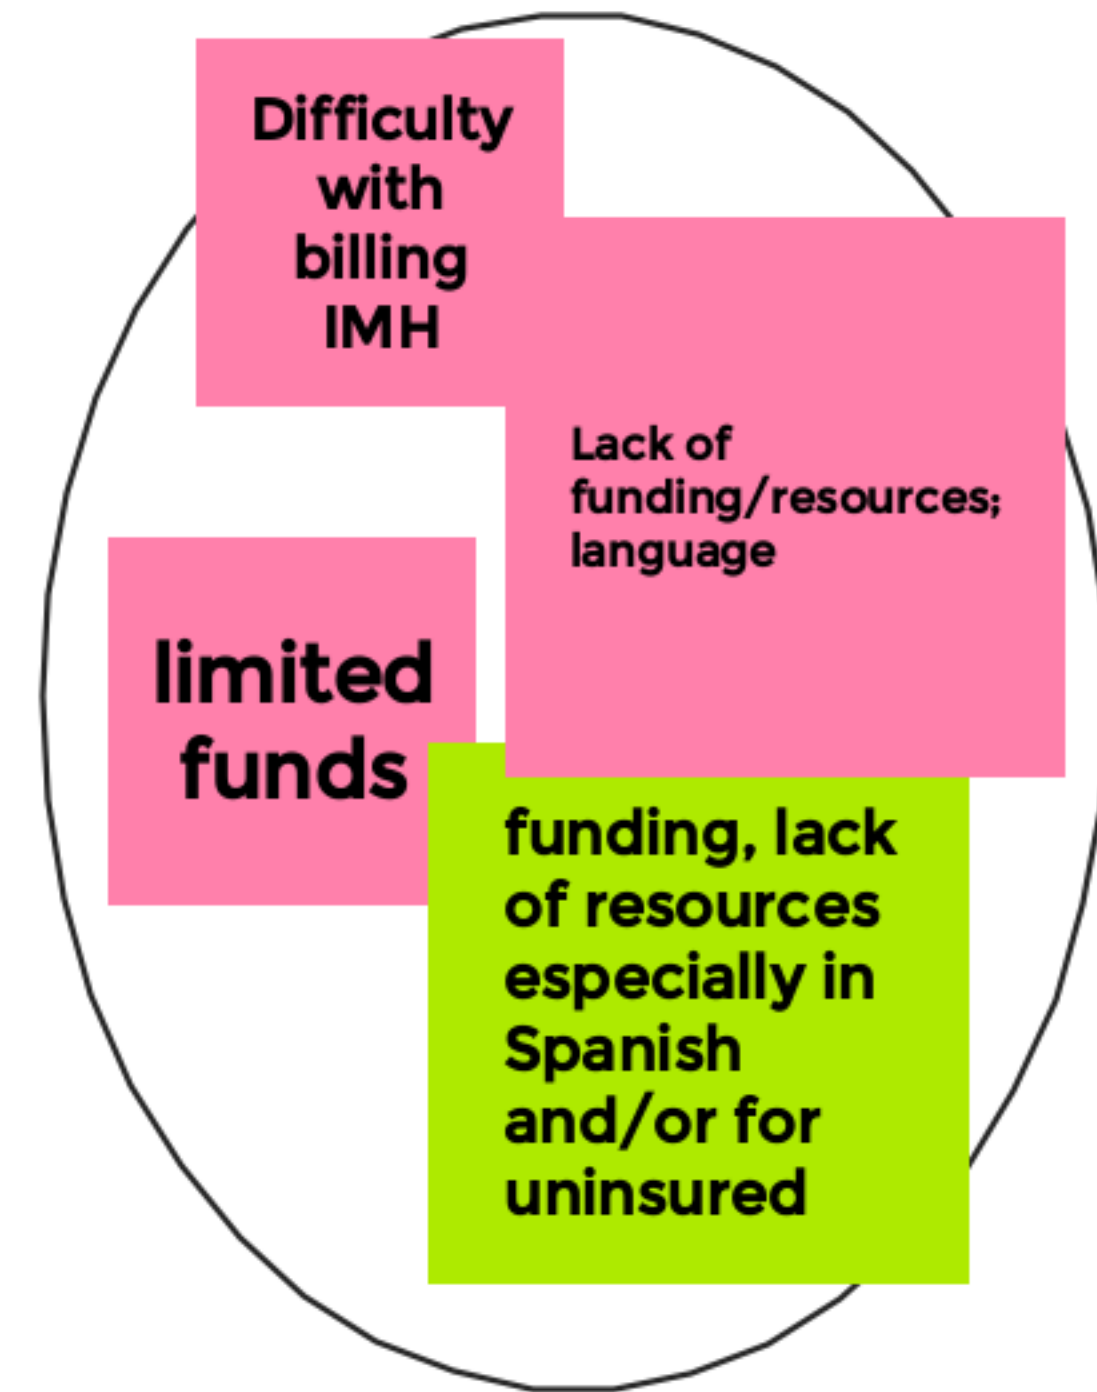 Difficulty
with
billing
IMH
Lack of
funding/resources;
language
limited
funds
funding, lack
of resources
especially in
Spanish
and/or for
uninsured